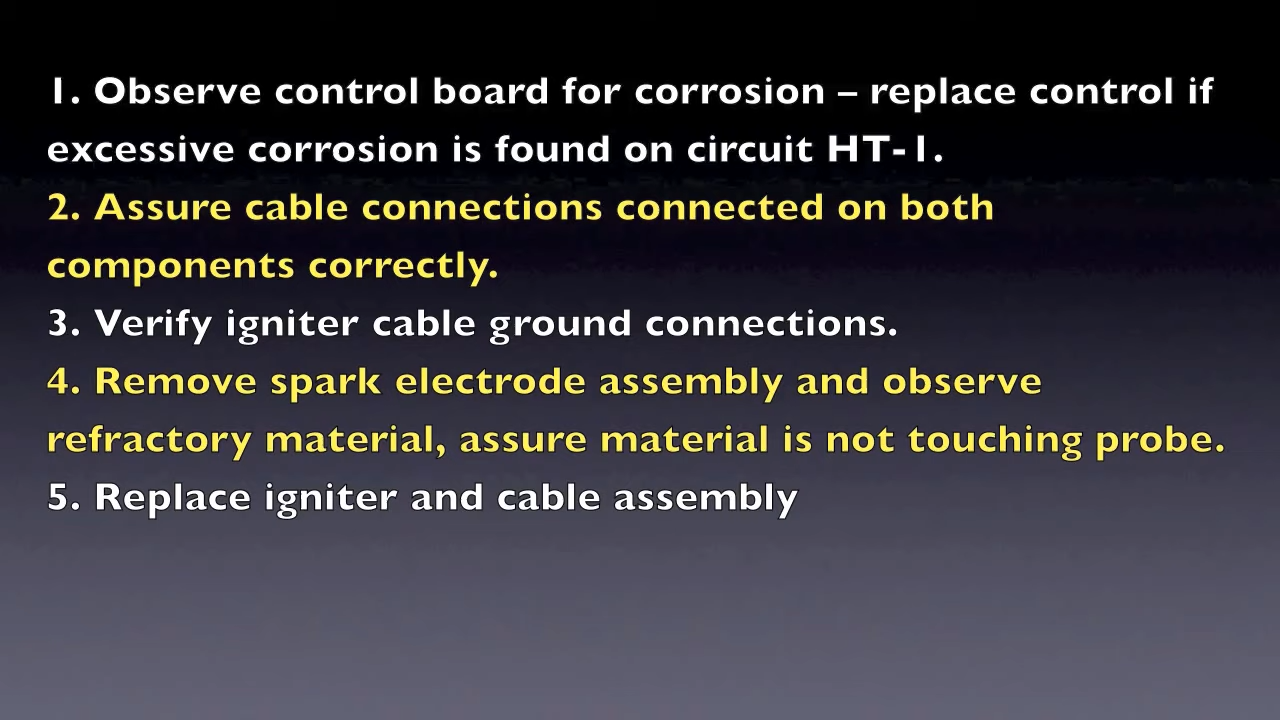 1. Observe control board for corrosion – replace control if
excessive corrosion is found on circuit HT-1.
2. Assure cable connections connected on both
components correctly.
3. Verify igniter cable ground connections.
4. Remove spark electrode assembly and observe
refractory material, assure material is not touching probe.
5. Replace igniter and cable assembly